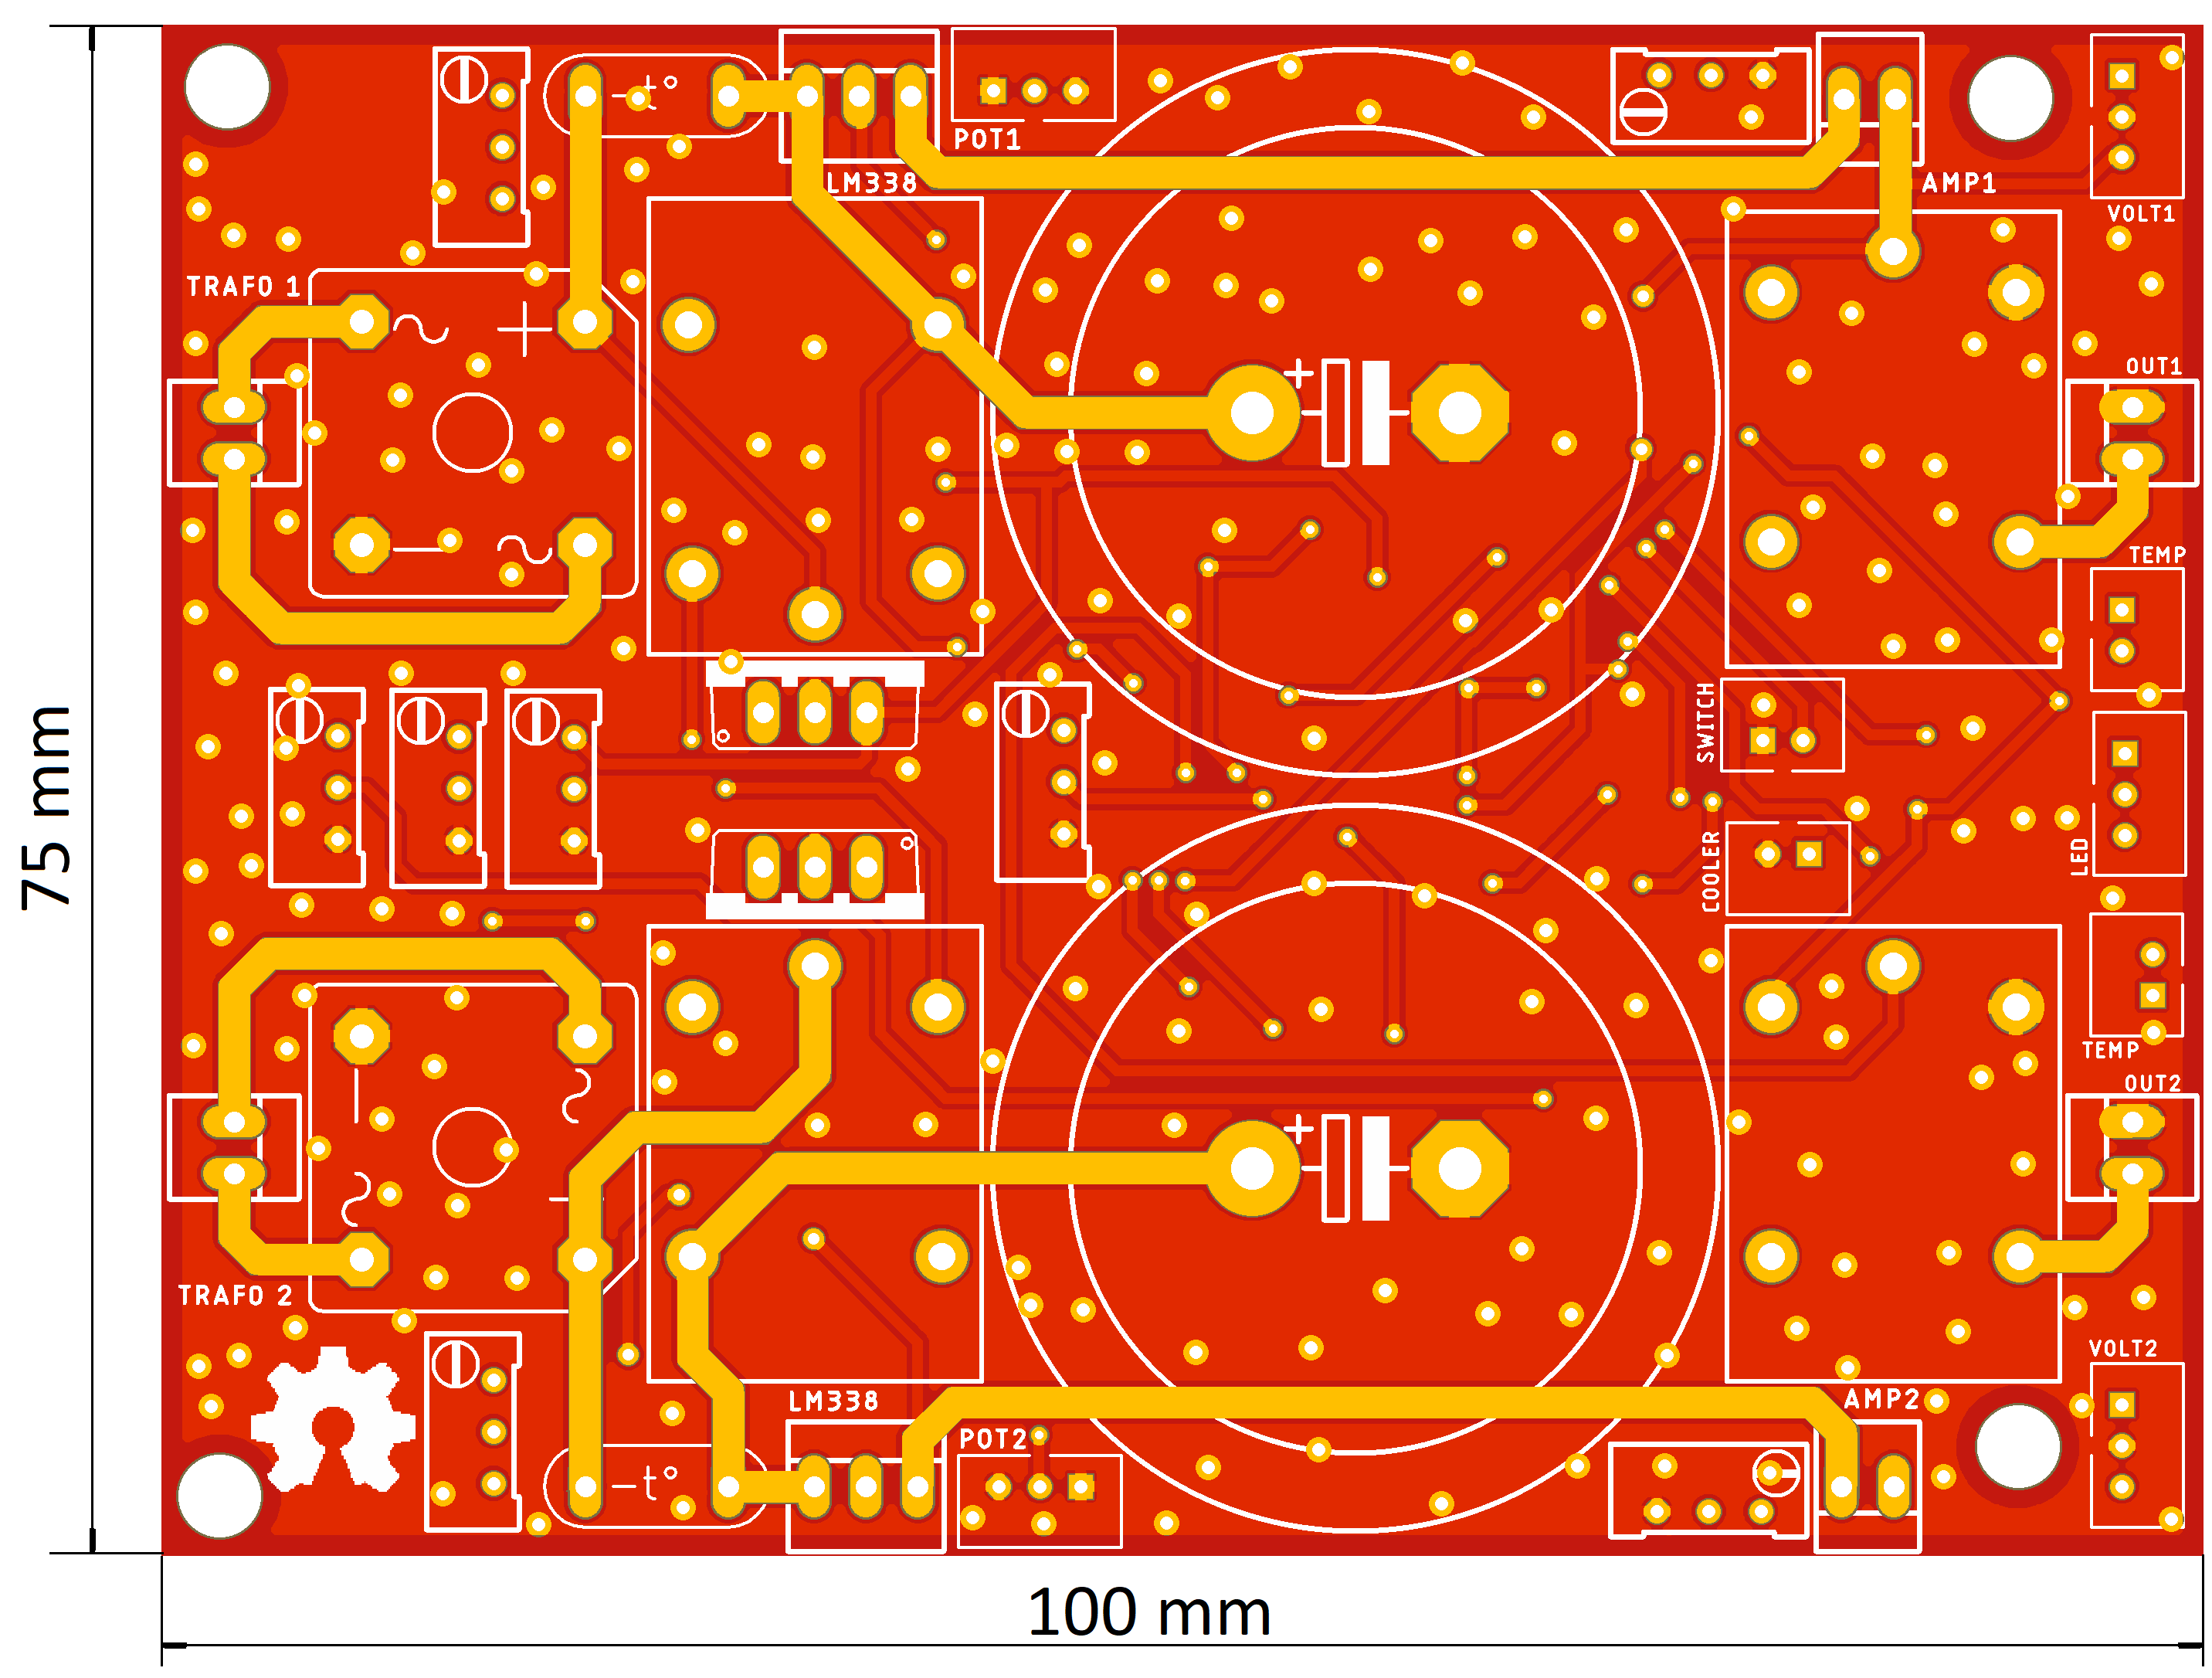 POT1
LM338
AMP1
VOLT1
TRAFO 1
OUT1
TEMP
SWITCH
75 mm
COOLER
LED
TEMP
OUT2
TRAFO 2
VOLT2
LM338
AMP2
POT2
-t°
-t°
+
+
100 mm